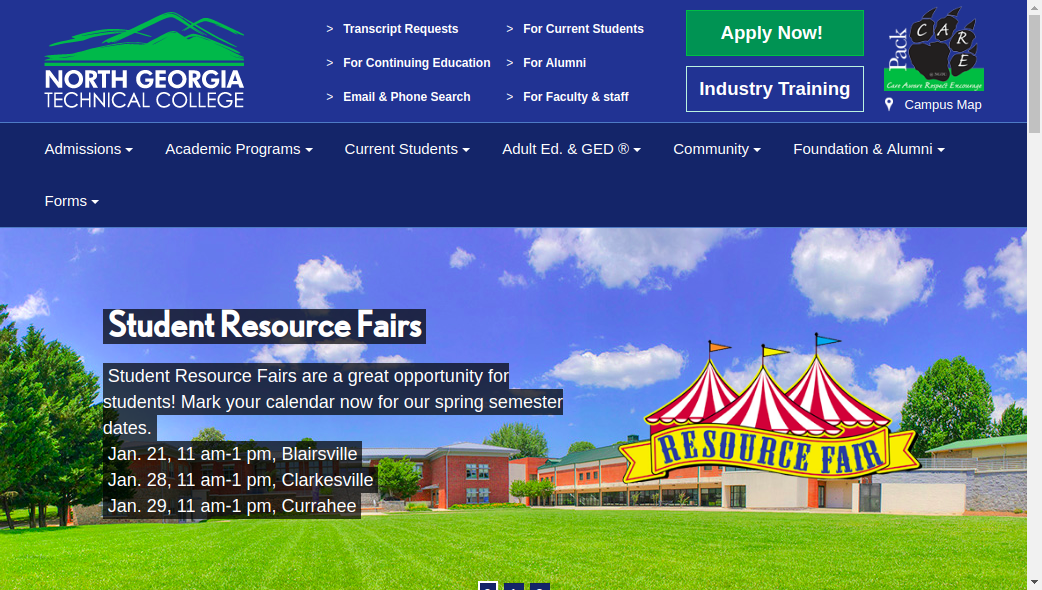 NORTH GEORGIA
TECHNICAL COLLEGE
> Transcript Requests
> For Continuing Education
> Email & Phone Search
> For Current Students
> For Alumni
> For Faculty & staff
Apply Now!
Industry Training
Pack
CARE
Care Aware Respect Encourage
Campus Map
Admissions
Academic Programs
Current Students
Adult Ed. & GED ®
Community
Foundation & Alumni
Forms
Student Resource Fairs
Student Resource Fairs are a great opportunity for
students! Mark your calendar now for our spring semester
dates.
Jan. 21, 11 am-1 pm, Blairsville
Jan. 28, 11 am-1 pm, Clarkesville
Jan. 29, 11 am-1 pm, Currahee
RESOURCE FAIR